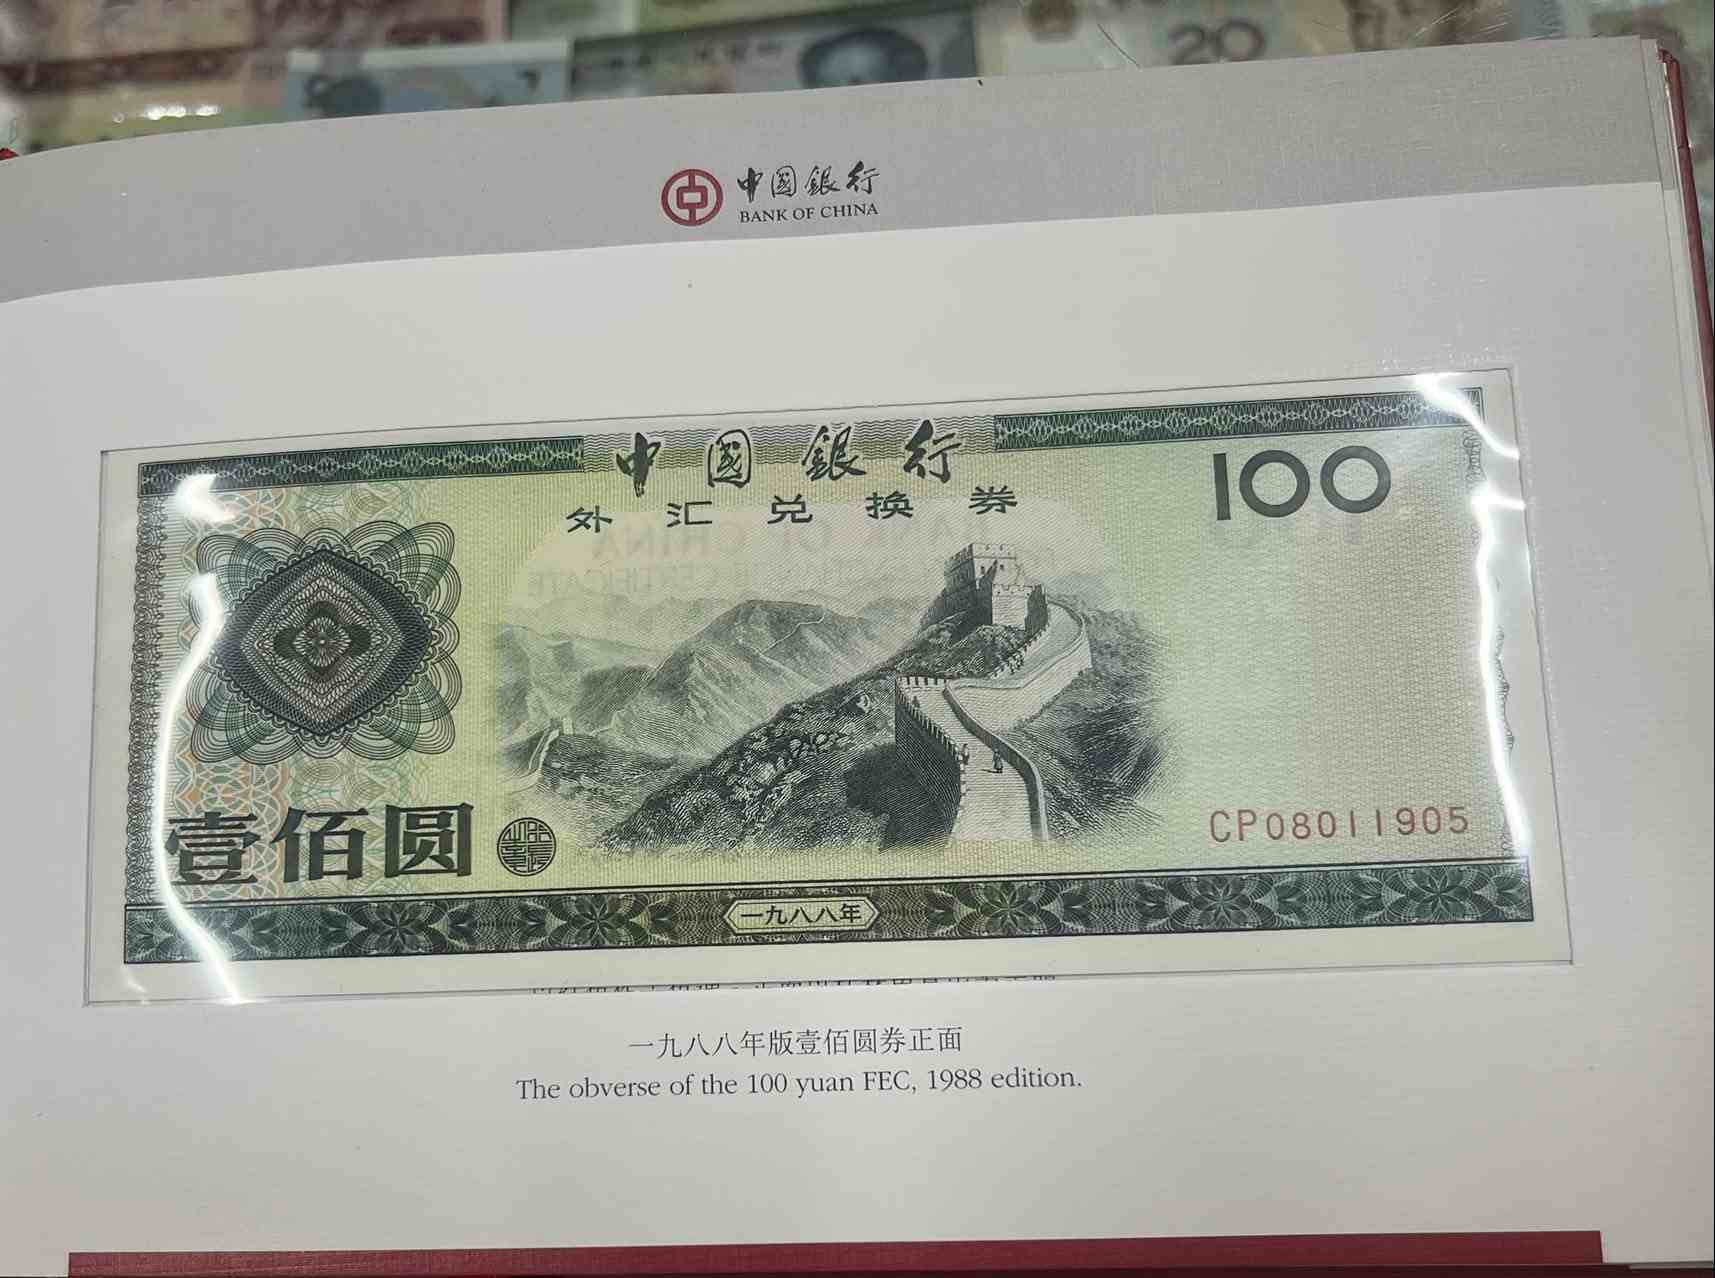 20
中国銀行
BANK OF CHINA
中国銀行
外汇兑换券
100
壹佰圆
CP08011905
一九八八年
一九八八年版壹佰圆券正面
The obverse of the 100 yuan FEC, 1988 edition.